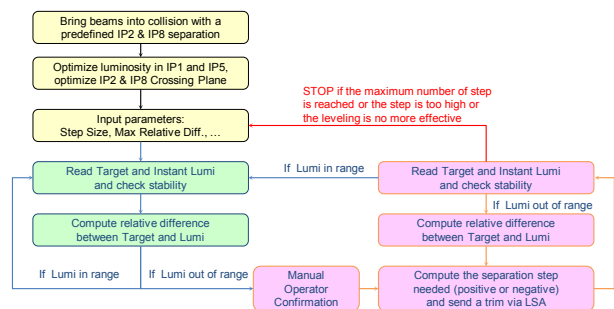 Bring beams into collision with a
predefined IP2 & IP8 separation
Optimize luminosity in IP1 and IP5,
optimize IP2 & IP8 Crossing Plane
STOP if the maximum number of step
is reached or the step is too high or
the leveling is no more effective
Input parameters:
Step Size, Max Relative Diff., ...
Read Target and Instant Lumi
and check stability
If Lumi in range
Read Target and Instant Lumi
and check stability
If Lumi out of range
Compute relative difference
between Target and Lumi
Compute relative difference
between Target and Lumi
If Lumi in range
If Lumi out of range
Manual
Operator
Confirmation
Compute the separation step
needed (positive or negative)
and send a trim via LSA